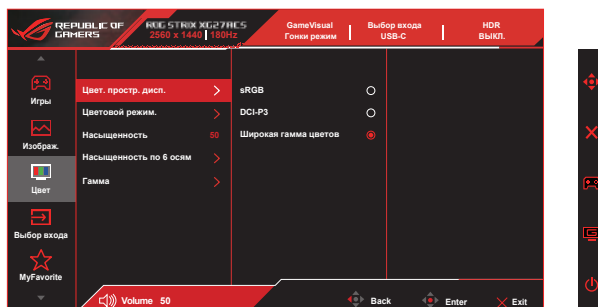 REPUBLIC OF
GAMERS
ROG STRIX XG27ACS
2560 x 1440 180Hz
GameVisual
Гонки режим
Выбор входа
USB-C
HDR
ВЫКЛ.
Игры
Изображ.
Цвет
Выбор входа
MyFavorite
Цвет. простр. дисп.
Цветовой режим.
Насыщенность 50
Насыщенность по 6 осям
Гамма
sRGB
DCI-P3
Широкая гамма цветов
Volume 50
Back
Enter
Exit